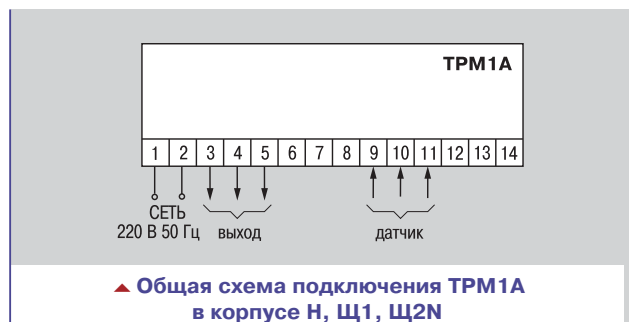 ТРМ1А
1 2 3 4 5 6 7 8 9 10 11 12 13 14
СЕТЬ
220 В 50 Гц выход датчик
Общая схема подключения ТРМ1А
в корпусе Н, Щ1, Щ2N